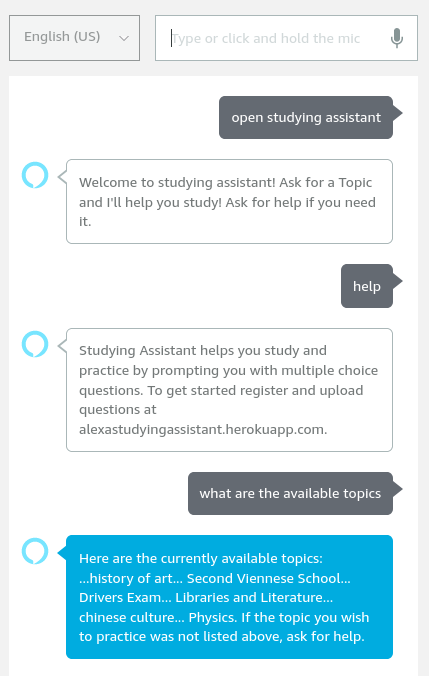 English (US)
Type or click and hold the mic
open studying assistant
Welcome to studying assistant! Ask for a Topic
and I'll help you study! Ask for help if you need
it.
help
Studying Assistant helps you study and
practice by prompting you with multiple choice
questions. To get started register and upload
questions at
alexastudyingassistant.herokuapp.com.
what are the available topics
Here are the currently available topics:
...history of art... Second Viennese School...
Drivers Exam... Libraries and Literature...
chinese culture... Physics. If the topic you wish
to practice was not listed above, ask for help.